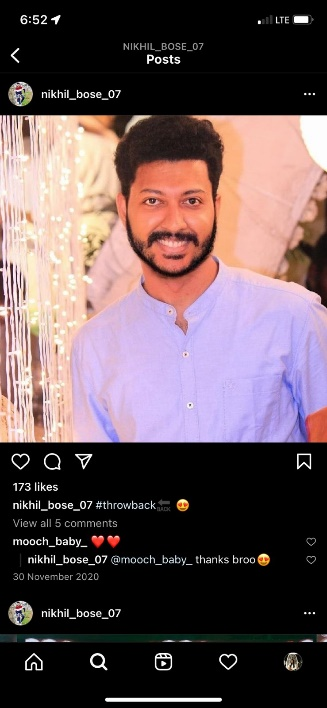 6:52
LTE
NIKHIL_BOSE_07
Posts
nikhil_bose_07
173 likes
nikhil_bose_07 #throwback🔙 😍
View all 5 comments
mooch_baby_ ❤️❤️
nikhil_bose_07 @mooch_baby_ thanks broo😍
30 November 2020
nikhil_bose_07